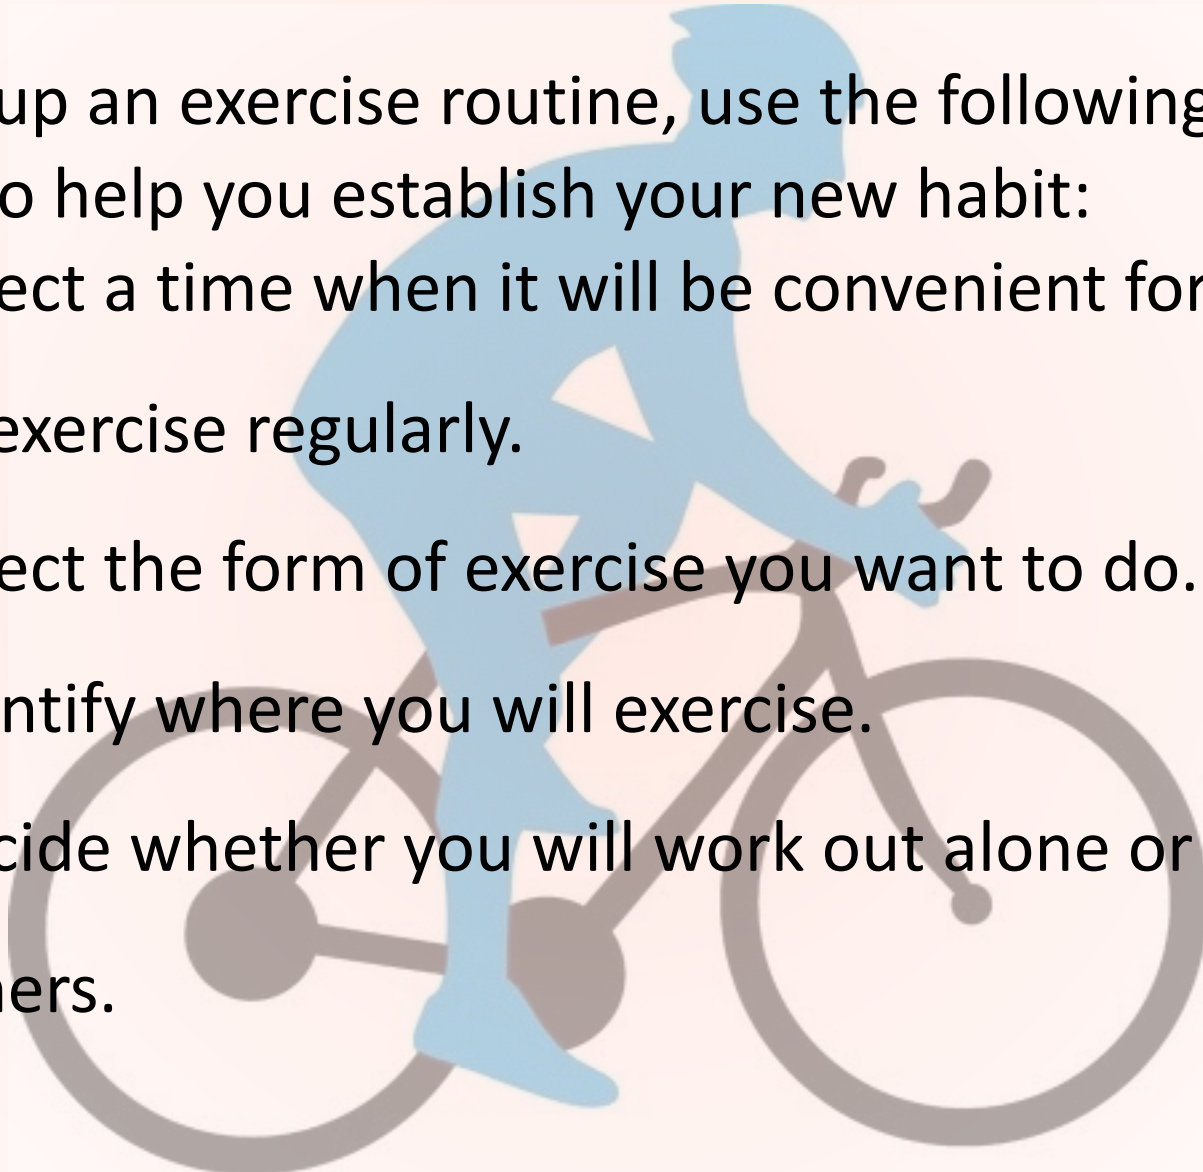 up an exercise routine, use the following
o help you establish your new habit:
ect a time when it will be convenient for
exercise regularly.
ect the form of exercise you want to do.
ntify where you will exercise.
cide whether you will work out alone or
ers.